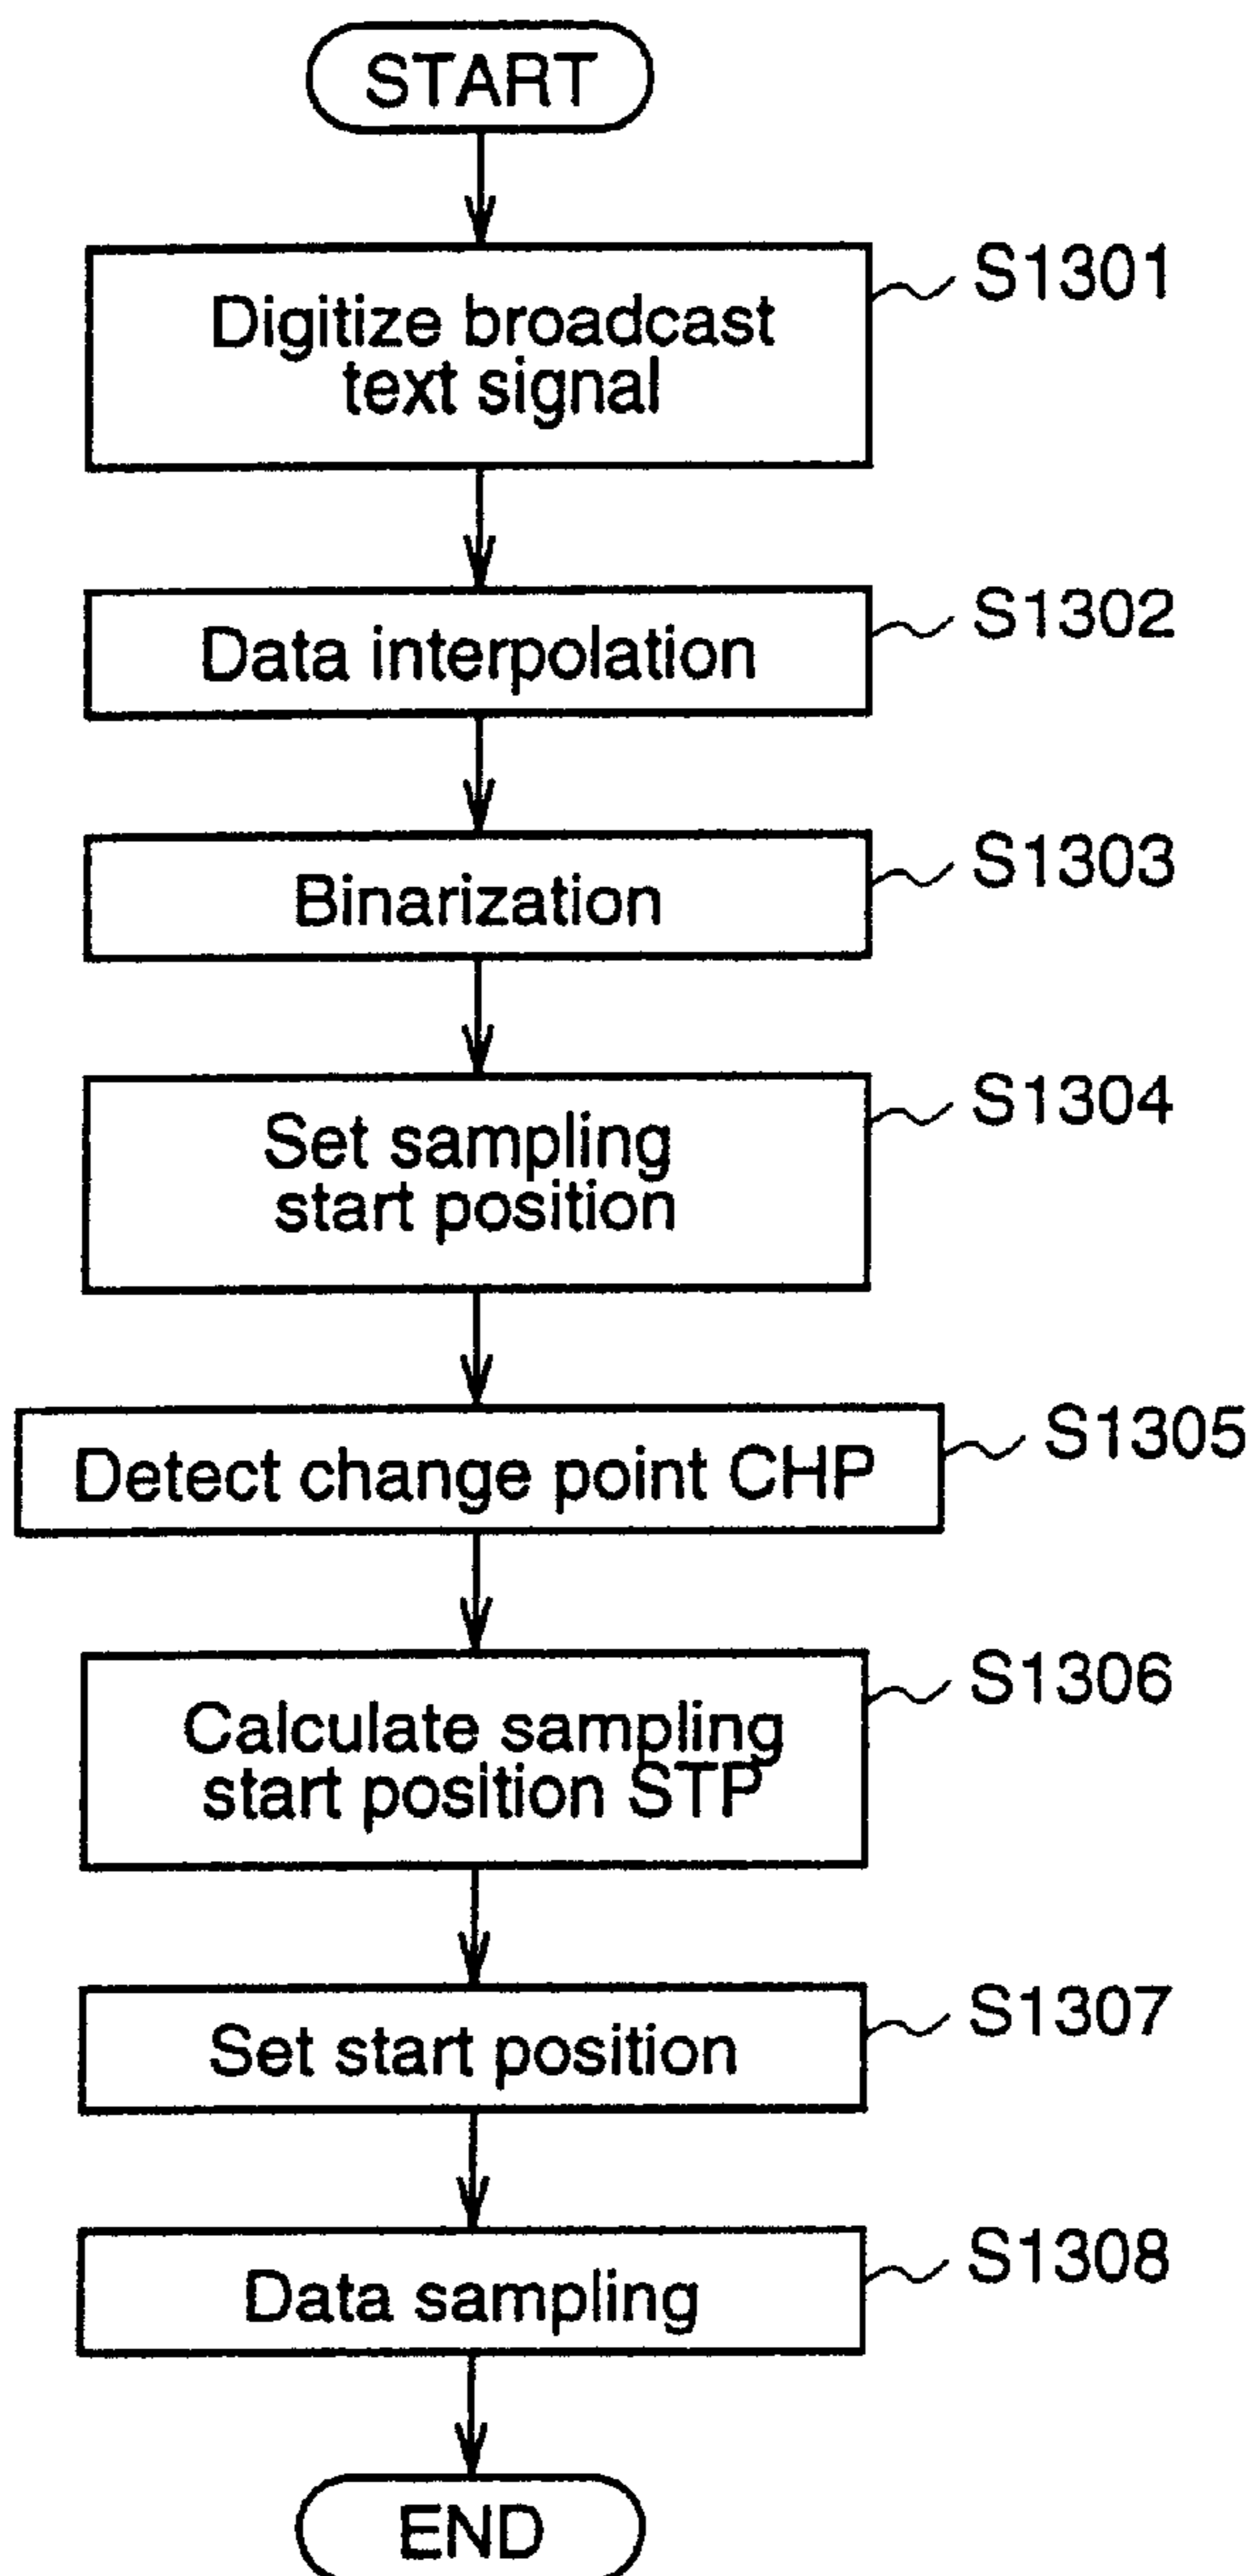 START
Digitize broadcast
text signal
S1301
Data interpolation
S1302
Binarization
S1303
Set sampling
start position
S1304
Detect change point CHP
S1305
Calculate sampling
start position STP
S1306
Set start position
S1307
Data sampling
S1308
END